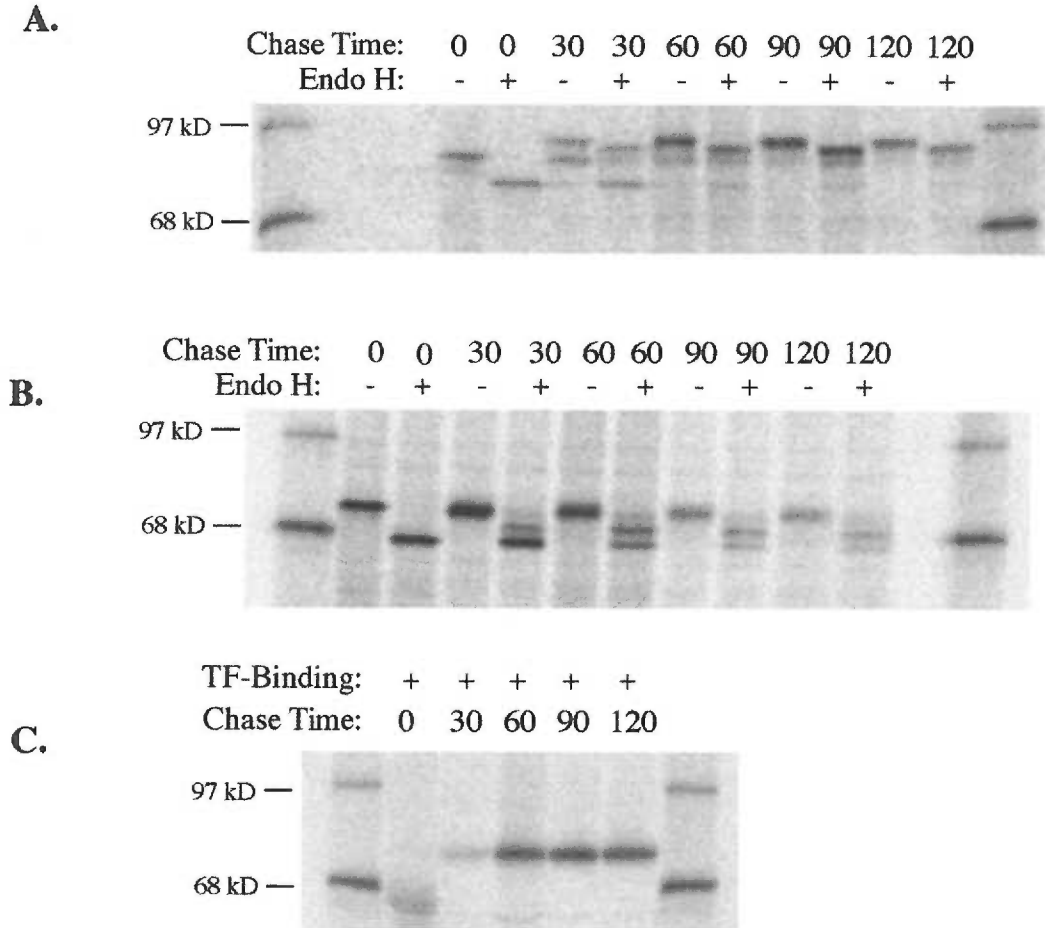 A.
Chase Time: 0 0 30 30 60 60 90 90 120 120
Endo H: - + - + - + - + - +
97 kD —
68 kD —
B.
Chase Time: 0 0 30 30 60 60 90 90 120 120
Endo H: - + - + - + - + - +
97 kD —
68 kD —
C.
TF-Binding: + + + + +
Chase Time: 0 30 60 90 120
97 kD —
68 kD —